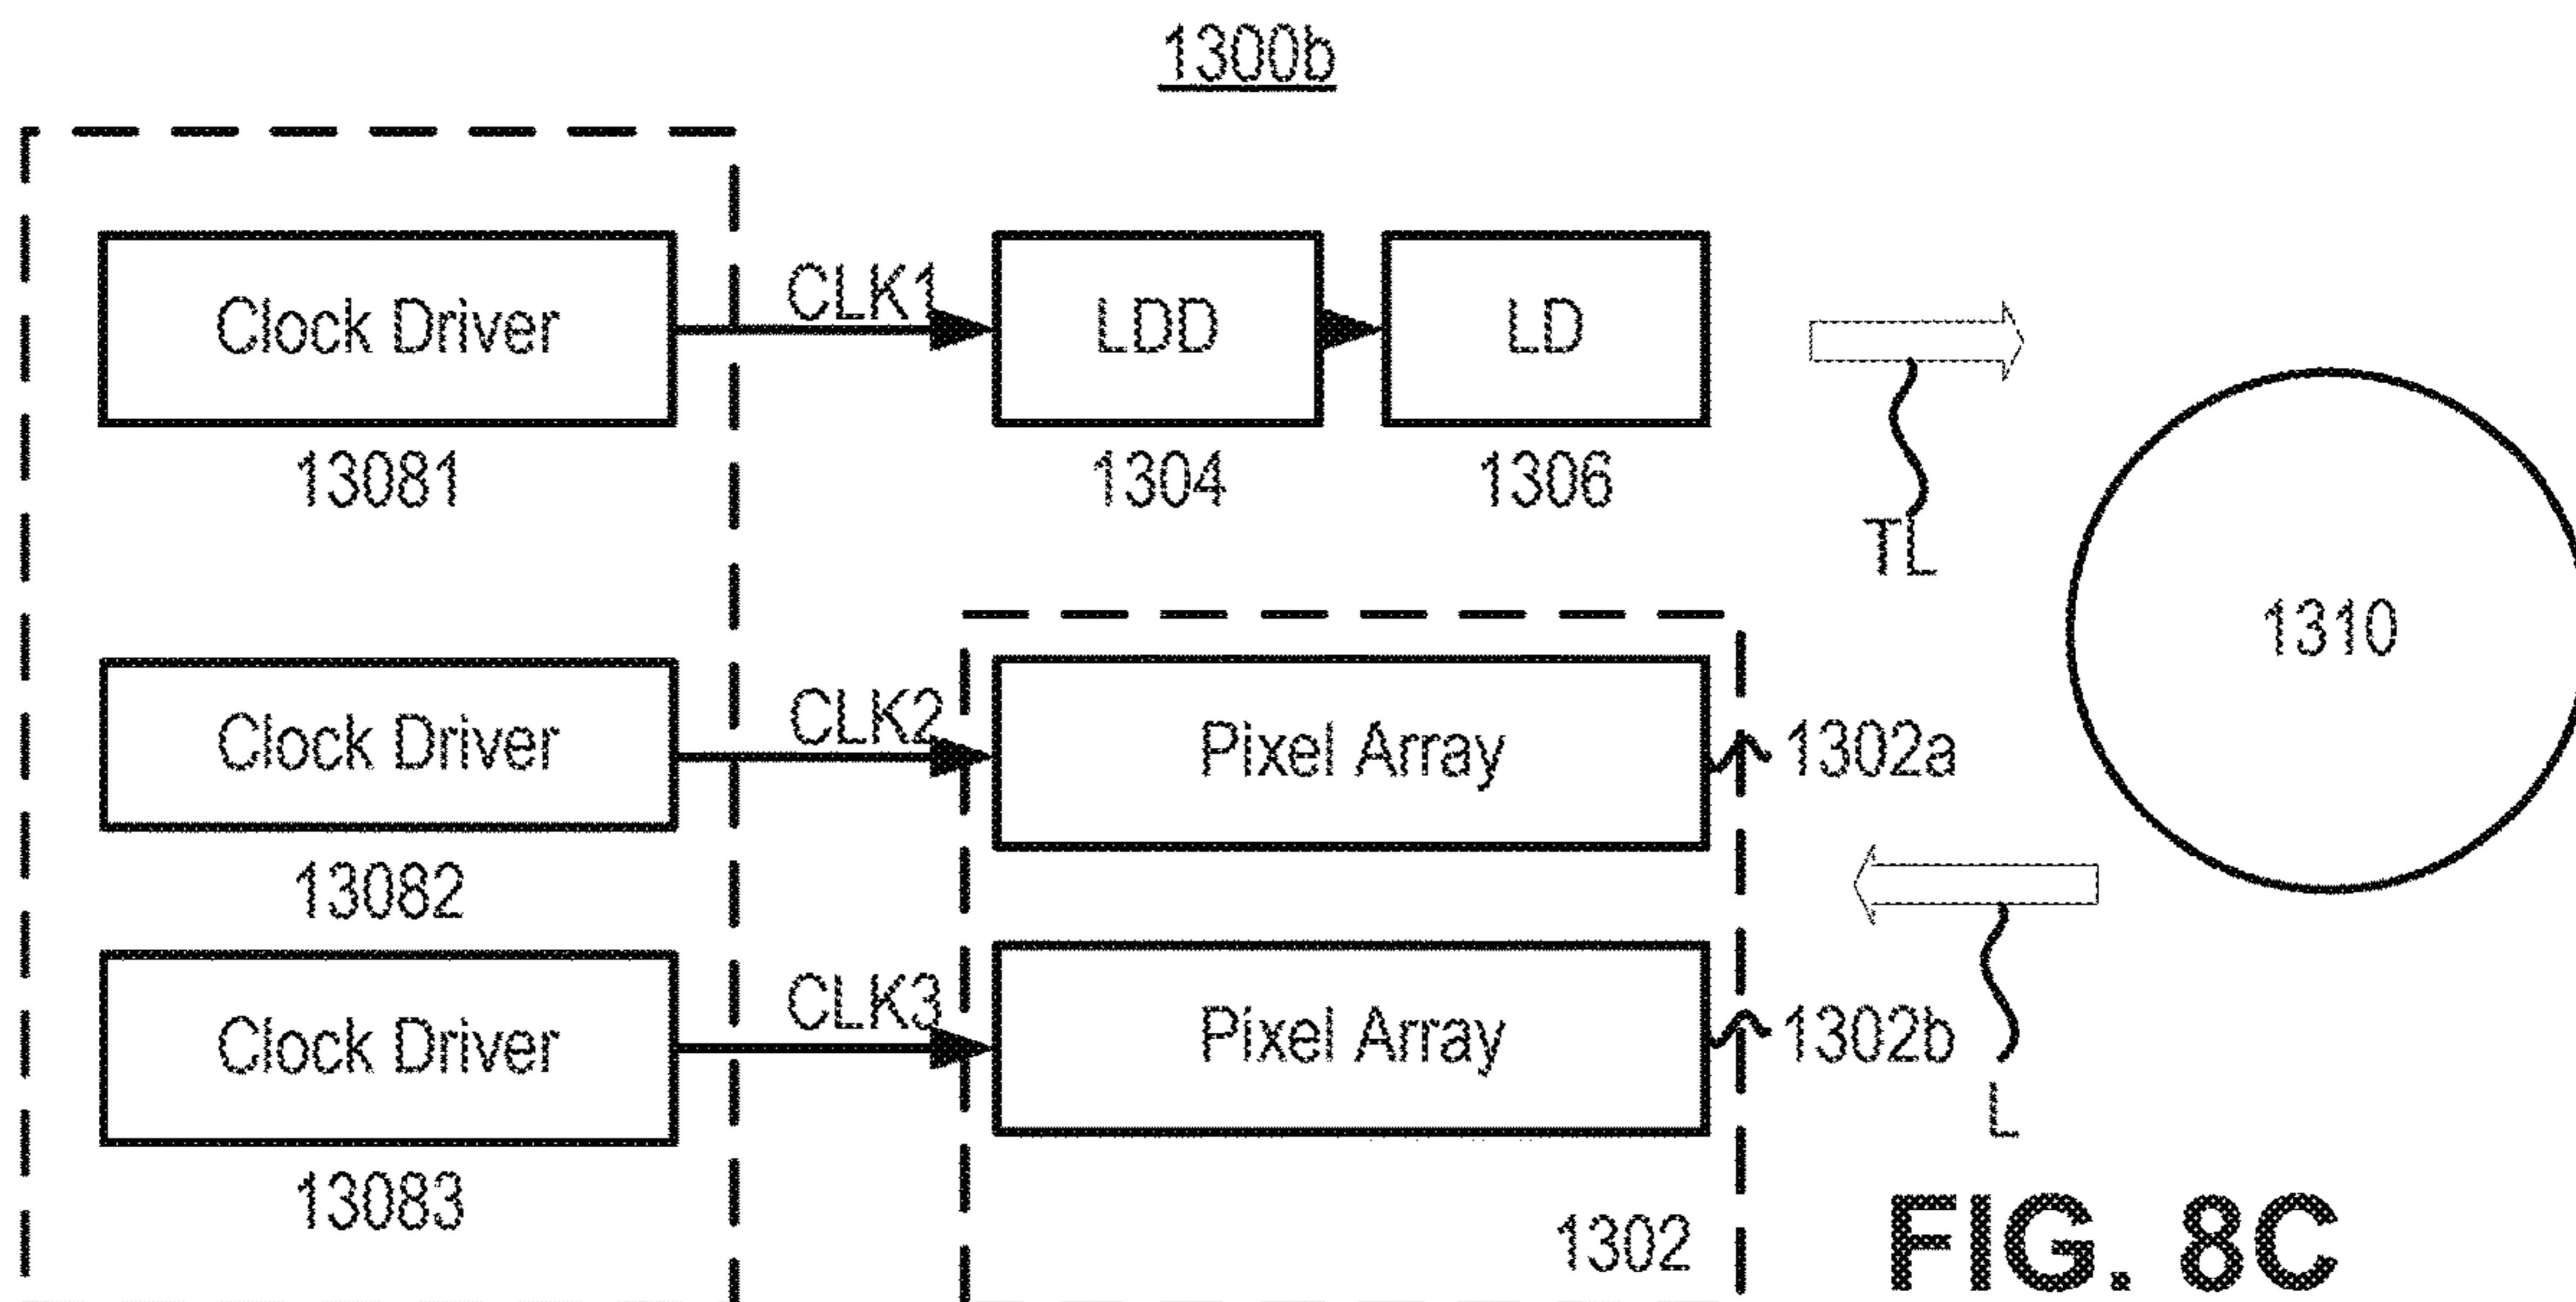 1300b
Clock Driver
CLK1
LDD
LD
13081
1304
1306
TL
1310
Clock Driver
CLK2
Pixel Array
1302a
13082
Clock Driver
CLK3
Pixel Array
1302b
L
13083
1302
FIG. 8C